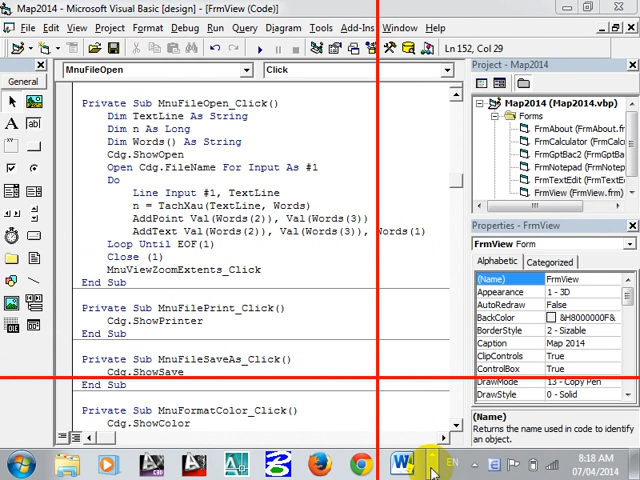 Map2014 - Microsoft Visual Basic [design] - [FrmView (Code)]
File Edit View Project Format Debug Run Query Diagram Tools Add-Ins Window Help
Ln 152, Col 29
General
MnuFileOpen
Click
Private Sub MnuFileOpen_Click()
Dim TextLine As String
Dim n As Long
Dim Words() As String
Cdg.ShowOpen
Open Cdg.FileName For Input As #1
Do
Line Input #1, TextLine
n = TachXau(TextLine, Words)
AddPoint Val(Words(2)), Val(Words(3))
AddText Val(Words(2)), Val(Words(3)), Words(1)
Loop Until EOF(1)
Close (1)
MnuViewZoomExtents_Click
End Sub
Private Sub MnuFilePrint_Click()
Cdg.ShowPrinter
End Sub
Private Sub MnuFileSaveAs_Click()
Cdg.ShowSave
End Sub
Private Sub MnuFormatColor_Click()
Cdg.ShowColor
Project - Map2014
Map2014 (Map2014.vbp)
Forms
FrmAbout (FrmAbout.fr
FrmCalculator (FrmCalc
FrmGptBac2 (FrmGptBa
FrmNotepad (FrmNotep
FrmTextEdit (FrmTextEd
FrmView (FrmView.frm)
Properties - FrmView
FrmView Form
Alphabetic Categorized
(Name) FrmView
Appearance 1 - 3D
AutoRedraw False
BackColor &H8000000F&
BorderStyle 2 - Sizable
Caption Map 2014
ClipControls True
ControlBox True
DrawMode 13 - Copy Pen
DrawStyle 0 - Solid
(Name)
Returns the name used in code to identify an object.
EN
8:18 AM
07/04/2014